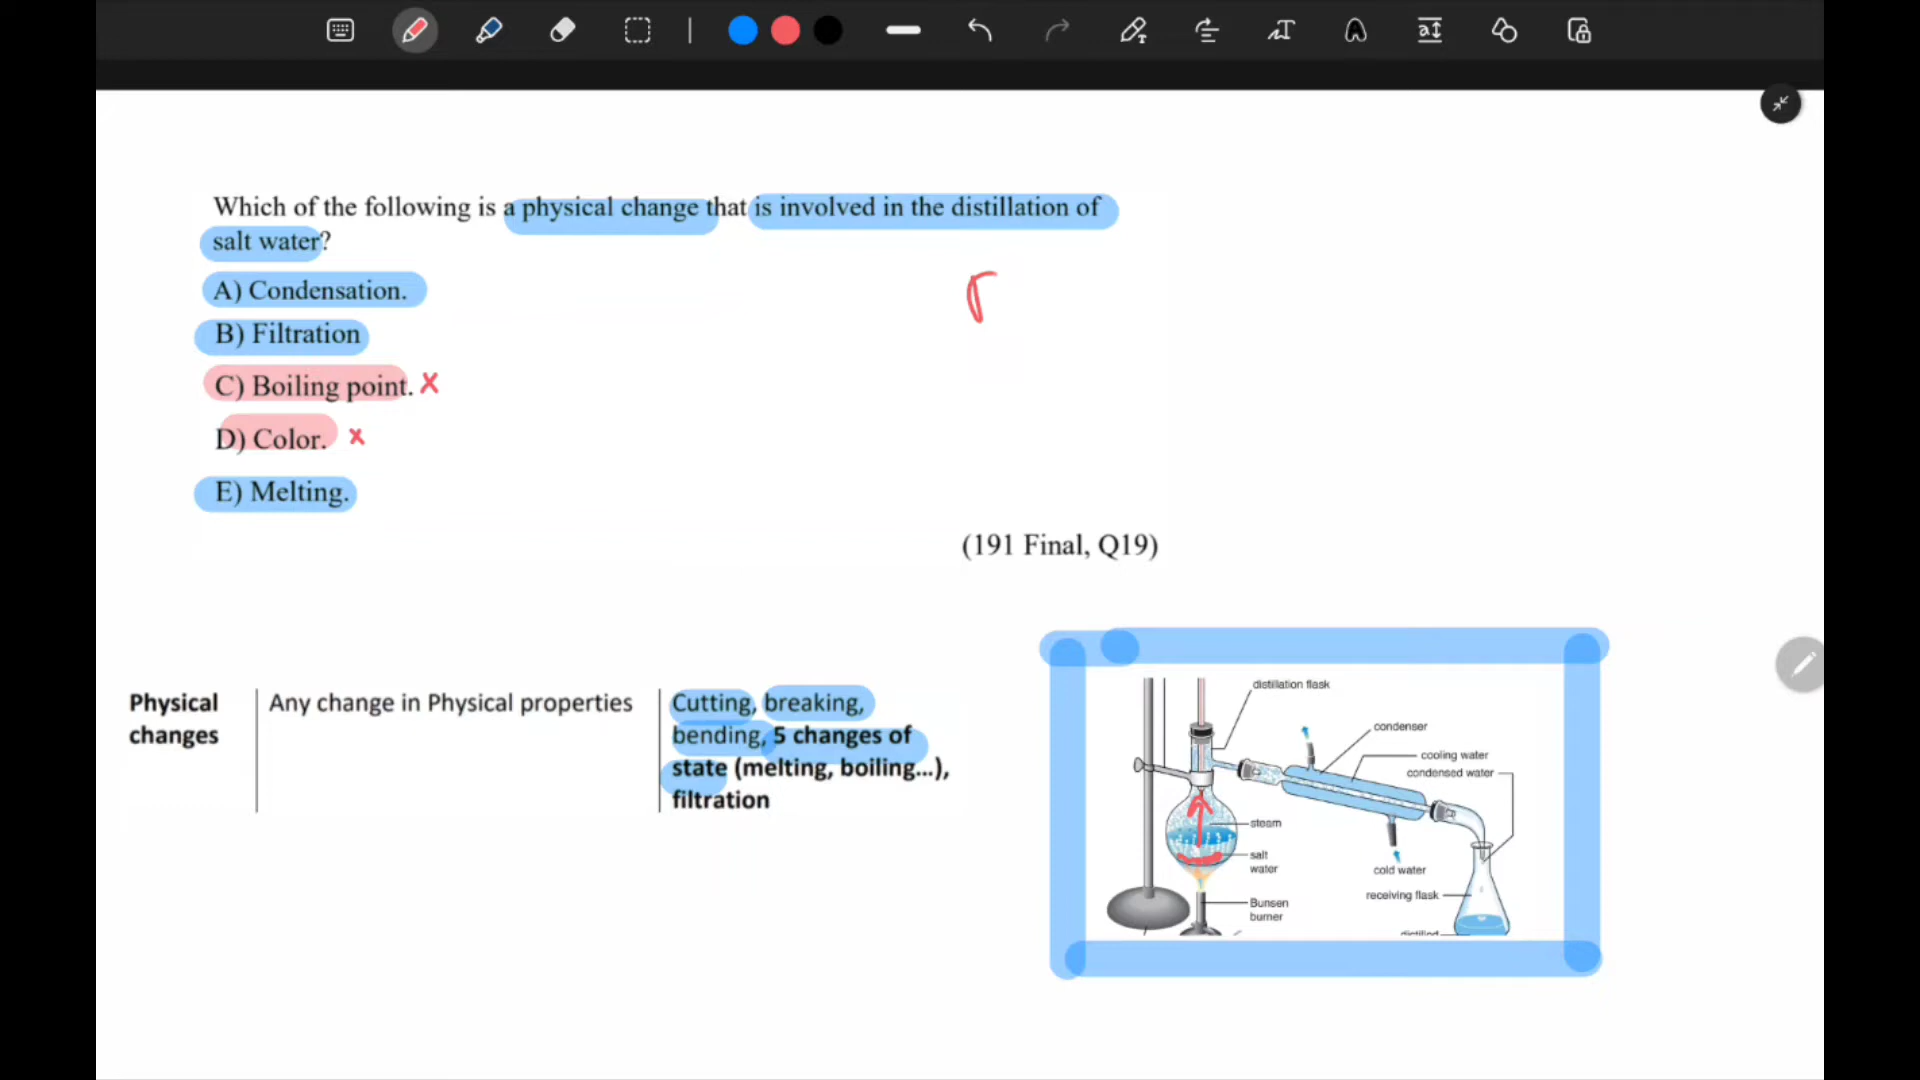 Which of the following is a physical change that is involved in the distillation of
salt water?
A) Condensation.
B) Filtration
C) Boiling point. x
D) Color. x
E) Melting.
(191 Final, Q19)
Physical
changes
Any change in Physical properties
Cutting, breaking,
bending, 5 changes of
state (melting, boiling...),
filtration
distillation flask
condenser
cooling water
condensed water
steam
salt
water
cold water
receiving flask
Bunsen
burner